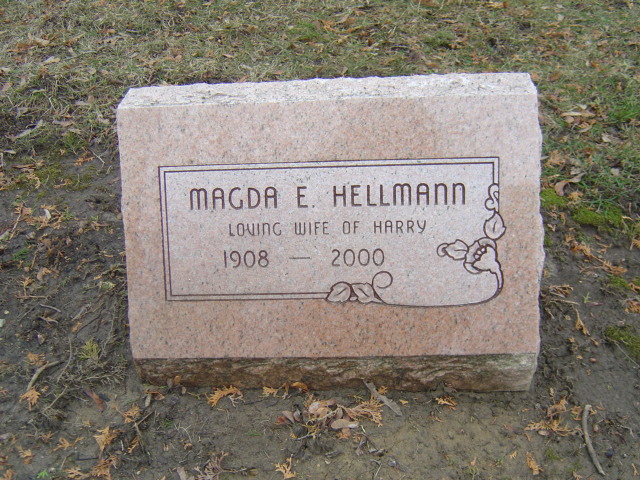 MAGDA E. HELLMANN
LOVING WIFE OF HARRY
1908 — 2000